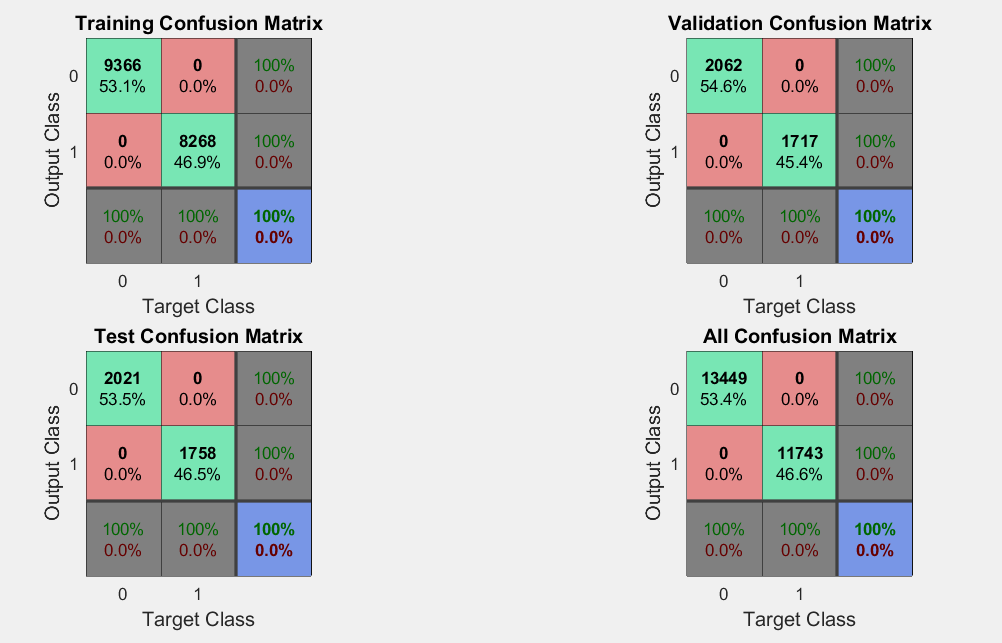 Training Confusion Matrix
Output Class
0
9366 0 100%
53.1% 0.0% 0.0%
1
0 8268 100%
0.0% 46.9% 0.0%
100% 100% 100%
0.0% 0.0% 0.0%
0 1
Target Class
Validation Confusion Matrix
Output Class
0
2062 0 100%
54.6% 0.0% 0.0%
1
0 1717 100%
0.0% 45.4% 0.0%
100% 100% 100%
0.0% 0.0% 0.0%
0 1
Target Class
Test Confusion Matrix
Output Class
0
2021 0 100%
53.5% 0.0% 0.0%
1
0 1758 100%
0.0% 46.5% 0.0%
100% 100% 100%
0.0% 0.0% 0.0%
0 1
Target Class
All Confusion Matrix
Output Class
0
13449 0 100%
53.4% 0.0% 0.0%
1
0 11743 100%
0.0% 46.6% 0.0%
100% 100% 100%
0.0% 0.0% 0.0%
0 1
Target Class